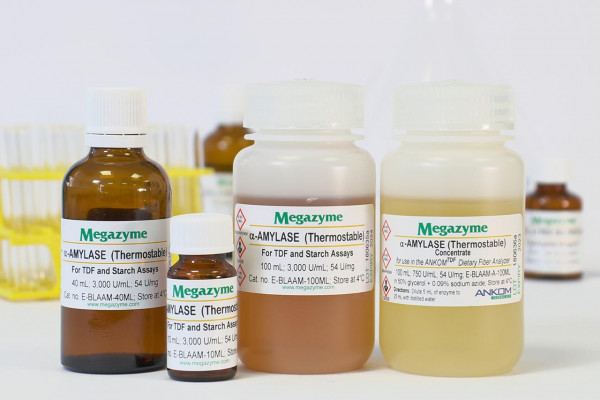 Megazyme
α-AMYLASE (Thermostable)
For TDF and Starch Assays
40 mL; 3,000 U/mL; 54 U/mg
Cat. no: E-BLAAM-40ML; Store at 4°C
www.megazyme.com
Megazyme
AMYLASE (Thermosta
For TDF and Starch Assays
10 mL; 3,000 U/mL; 54 U/
no: E-BLAAM-10ML; Sto
www.megazyme.com
Megazyme
α-AMYLASE (Thermostable)
For TDF and Starch Assays
100 mL; 3,000 U/mL; 54 U/mg
Cat. no: E-BLAAM-100ML; Store at 4°C
www.megazyme.com
Megazyme
α-AMYLASE (Thermostable)
Concentrate
for use in the ANKOM TDF Dietary Fiber Analyzer
100 mL 750 U/mL; 54 U/mg: E-BLAAM-A-100ML
in 50% glycerol + 0.09% sodium azide, Store at 4°C
Directions: Dilute 5 mL of enzyme to
25 mL with distilled water
ANKOM